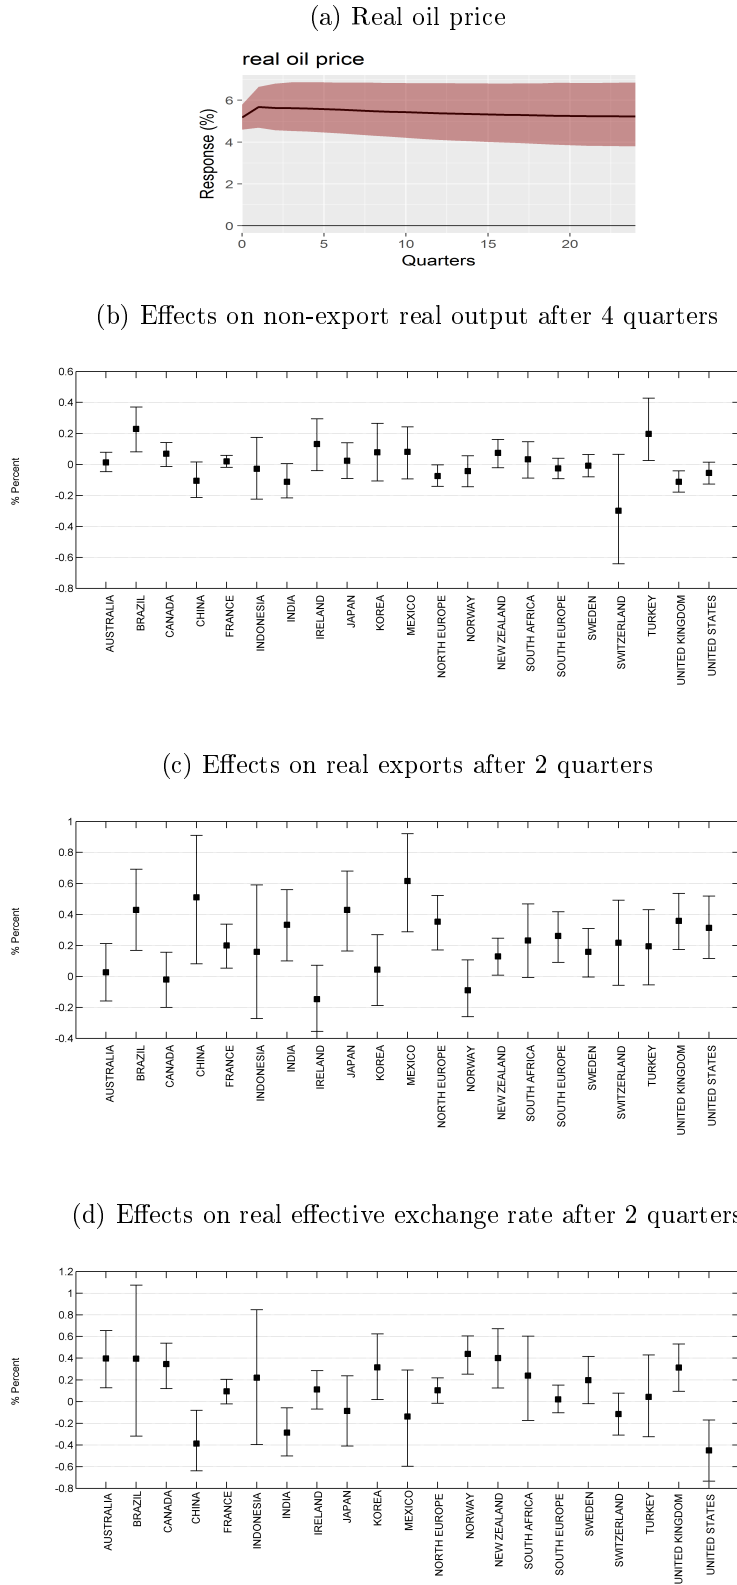 (a) Real oil price
real oil price
Response (%)
6
4
2
0
0 5 10 15 20
Quarters
(b) Effects on non-export real output after 4 quarters
% Percent
0.6
0.4
0.2
0
-0.2
-0.4
-0.6
-0.8
AUSTRALIA
BRAZIL
CANADA
CHINA
FRANCE
INDONESIA
INDIA
IRELAND
JAPAN
KOREA
MEXICO
NORTH EUROPE
NORWAY
NEW ZEALAND
SOUTH AFRICA
SOUTH EUROPE
SWEDEN
SWITZERLAND
TURKEY
UNITED KINGDOM
UNITED STATES
(c) Effects on real exports after 2 quarters
% Percent
1
0.8
0.6
0.4
0.2
0
-0.2
-0.4
AUSTRALIA
BRAZIL
CANADA
CHINA
FRANCE
INDONESIA
INDIA
IRELAND
JAPAN
KOREA
MEXICO
NORTH EUROPE
NORWAY
NEW ZEALAND
SOUTH AFRICA
SOUTH EUROPE
SWEDEN
SWITZERLAND
TURKEY
UNITED KINGDOM
UNITED STATES
(d) Effects on real effective exchange rate after 2 quarters
% Percent
1.2
1
0.8
0.6
0.4
0.2
0
-0.2
-0.4
-0.6
-0.8
AUSTRALIA
BRAZIL
CANADA
CHINA
FRANCE
INDONESIA
INDIA
IRELAND
JAPAN
KOREA
MEXICO
NORTH EUROPE
NORWAY
NEW ZEALAND
SOUTH AFRICA
SOUTH EUROPE
SWEDEN
SWITZERLAND
TURKEY
UNITED KINGDOM
UNITED STATES